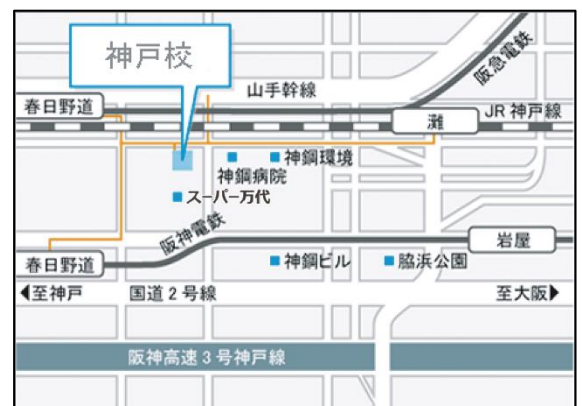 神戸校
阪急電鉄
山手幹線
春日野道
灘
JR 神戸線
神鋼環境
神鋼病院
スーパー万代
阪神電鉄
岩屋
春日野道
神鋼ビル
脇浜公園
◀至神戸
国道 2 号線
至大阪▶
阪神高速 3 号神戸線